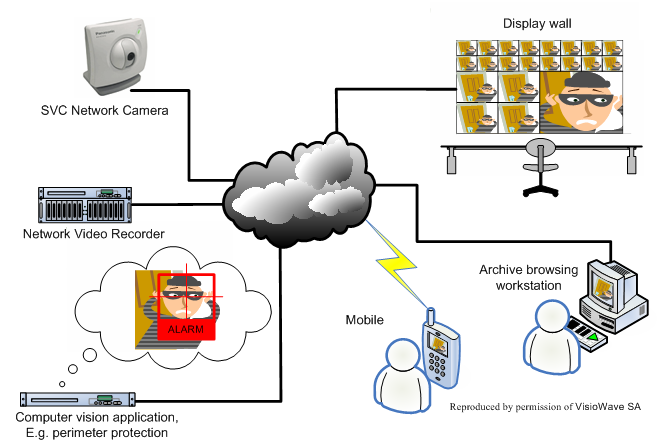 Display wall
Panasonic
SVC Network Camera
Network Video Recorder
ALARM
Archive browsing
workstation
Mobile
Computer vision application,
E.g. perimeter protection
Reproduced by permission of VisioWave SA